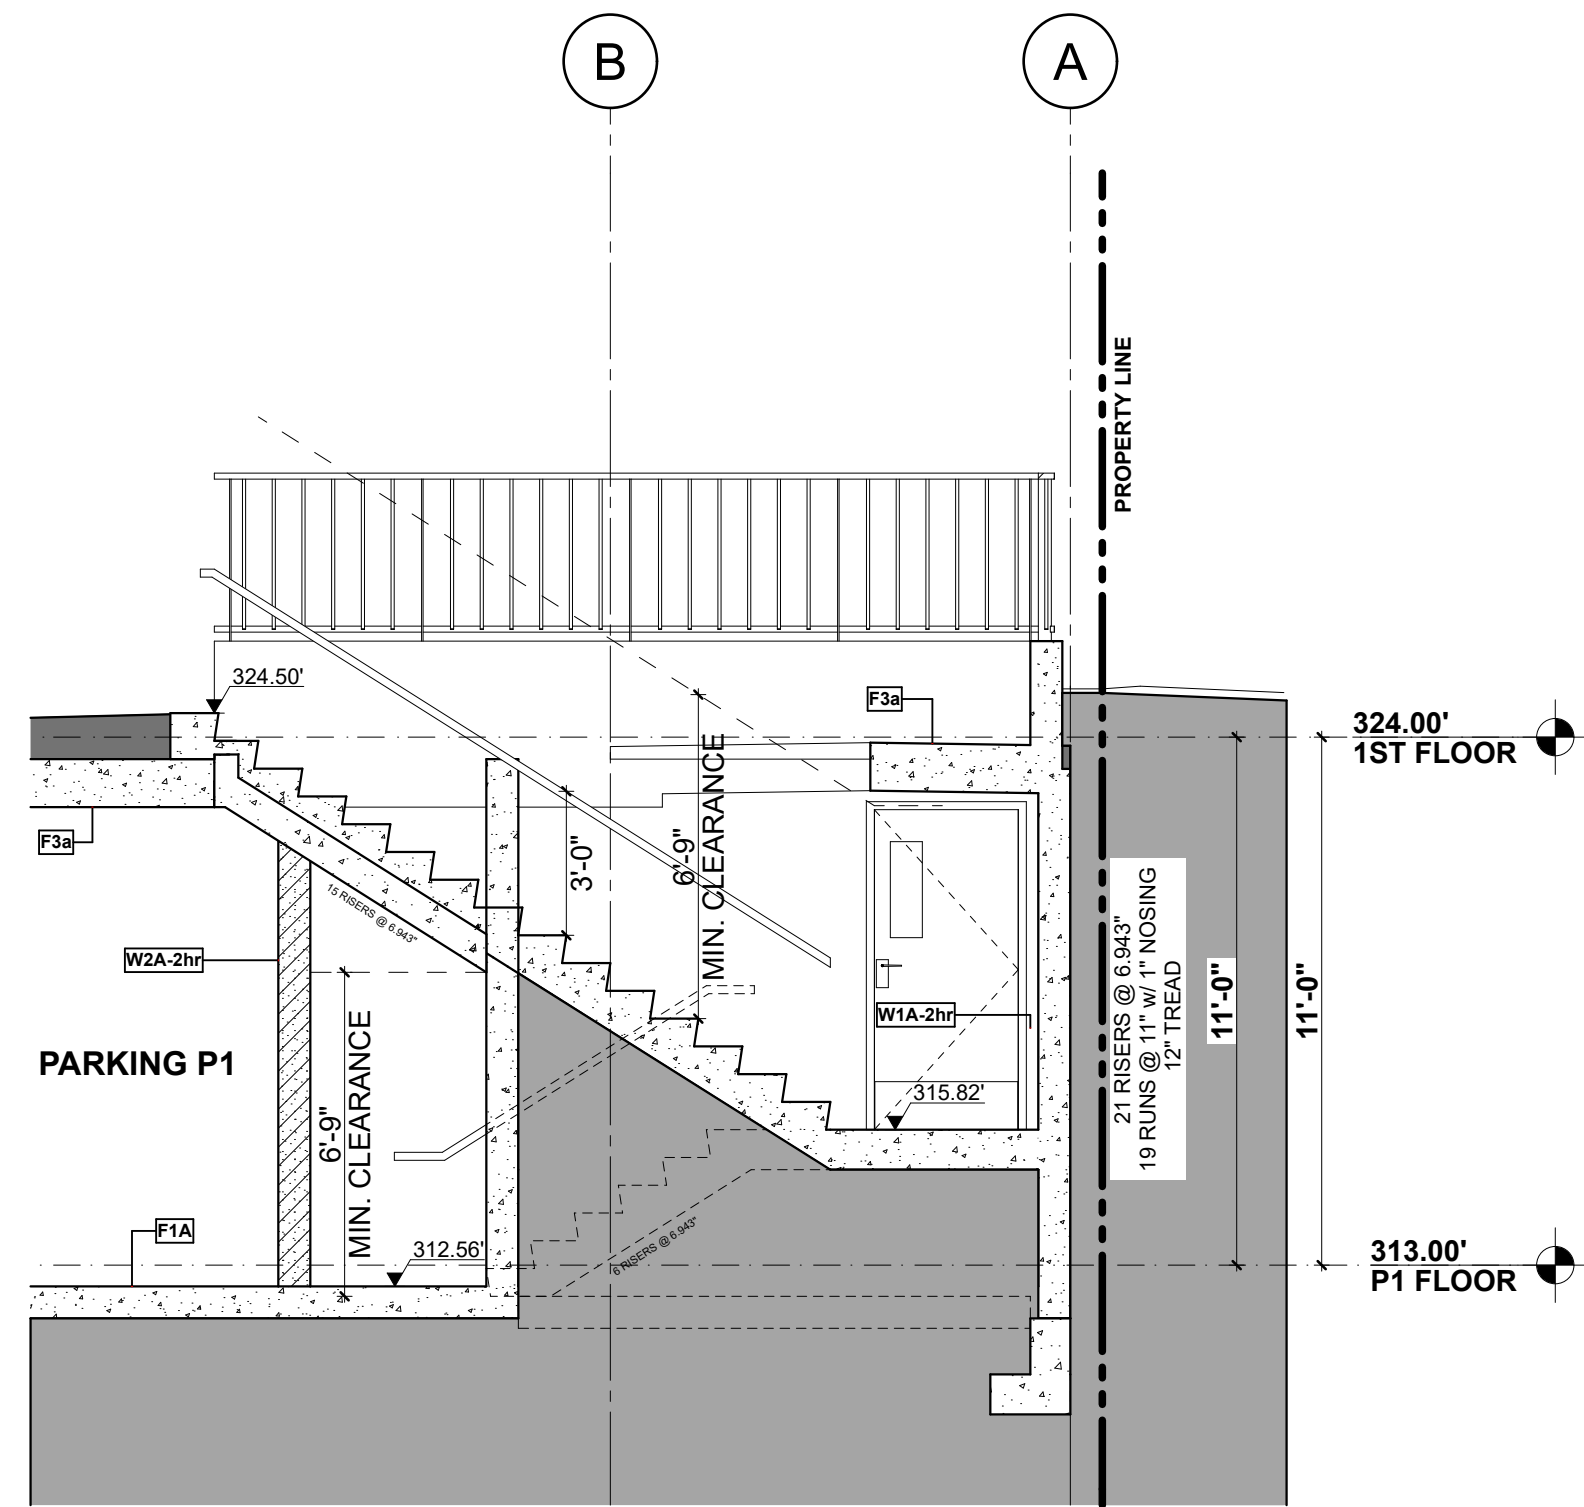 B
A
PROPERTY LINE
324.50'
F3a
324.00'
1ST FLOOR
F3a
15 RISERS @ 6.943"
3'-0"
6'-9"
MIN. CLEARANCE
W2A-2hr
W1A-2hr
21 RISERS @ 6.943"
19 RUNS @ 11" w/ 1" NOSING
12" TREAD
11'-0"
11'-0"
PARKING P1
6'-9"
MIN. CLEARANCE
315.82'
F1A
312.56'
6 RISERS @ 6.943"
313.00'
P1 FLOOR